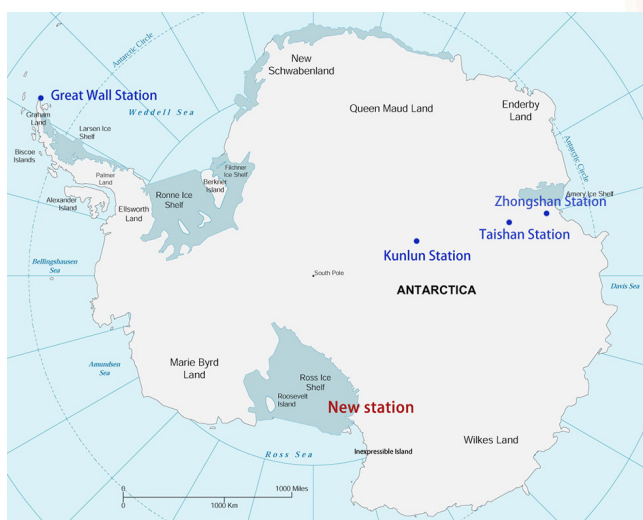 Antarctic Circle
New
Schwabenland
Great Wall Station
Queen Maud Land
Enderby
Land
Weddell Sea
Graham
Land
Larsen Ice
Shelf
Biscoe
Islands
Antarctic Circle
Filchner
Ice Shelf
Palmer
Land
Berkner
Island
Ronne Ice
Shelf
Amery Ice Shelf
Zhongshan Station
Alexander
Island
Ellsworth
Land
Taishan Station
Kunlun Station
Bellingshausen
Sea
South Pole
ANTARCTICA
Davis Sea
Amundsen
Sea
Marie Byrd
Land
Ross Ice
Shelf
Roosevelt
Island
New station
Wilkes Land
Ross Sea
Inexpressible Island
0
1000 Miles
0
1000 Km